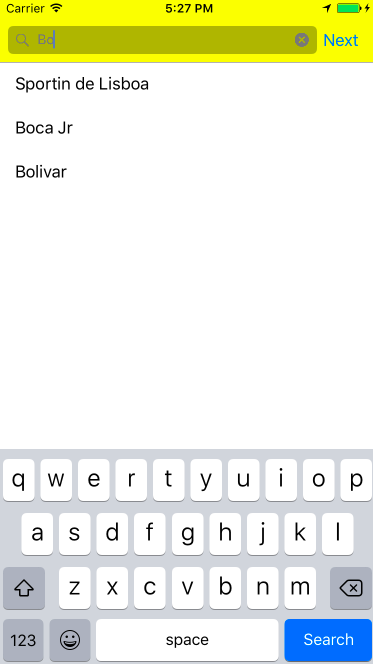 Carrier 5:27 PM
Bo Next
Sportin de Lisboa
Boca Jr
Bolivar
q w e r t y u i o p
a s d f g h j k l
z x c v b n m
123 space Search